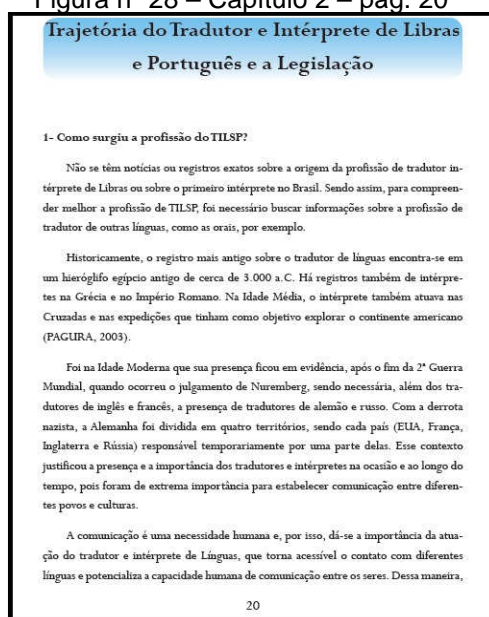 Figura nº 28 – Capítulo 2 – pág. 20
Trajetória do Tradutor e Intérprete de Libras
e Português e a Legislação
1- Como surgiu a profissão do TILSP?
Não se têm notícias ou registros exatos sobre a origem da profissão de tradutor in-
térprete de Libras ou sobre o primeiro intérprete no Brasil. Sendo assim, para compreen-
der melhor a profissão de TILSP, foi necessário buscar informações sobre a profissão de
tradutor de outras línguas, como as orais, por exemplo.
Historicamente, o registro mais antigo sobre o tradutor de línguas encontra-se em
um hieróglifo egípcio antigo de cerca de 3.000 a.C. Há registros também de intérpre-
tes na Grécia e no Império Romano. Na Idade Média, o intérprete também atuava nas
Cruzadas e nas expedições que tinham como objetivo explorar o continente americano
(PAGURA, 2003).
Foi na Idade Moderna que sua presença ficou em evidência, após o fim da 2ª Guerra
Mundial, quando ocorreu o julgamento de Nuremberg, sendo necessária, além dos tra-
dutores de inglês e francês, a presença de tradutores de alemão e russo. Com a derrota
nazista, a Alemanha foi dividida em quatro territórios, sendo cada país (EUA, França,
Inglaterra e Rússia) responsável temporariamente por uma parte delas. Esse contexto
justificou a presença e a importância dos tradutores e intérpretes na ocasião e ao longo do
tempo, pois foram de extrema importância para estabelecer comunicação entre diferen-
tes povos e culturas.
A comunicação é uma necessidade humana e, por isso, dá-se a importância da atua-
ção do tradutor e intérprete de Línguas, que torna acessível o contato com diferentes
línguas e potencializa a capacidade humana de comunicação entre os seres. Dessa maneira,
20